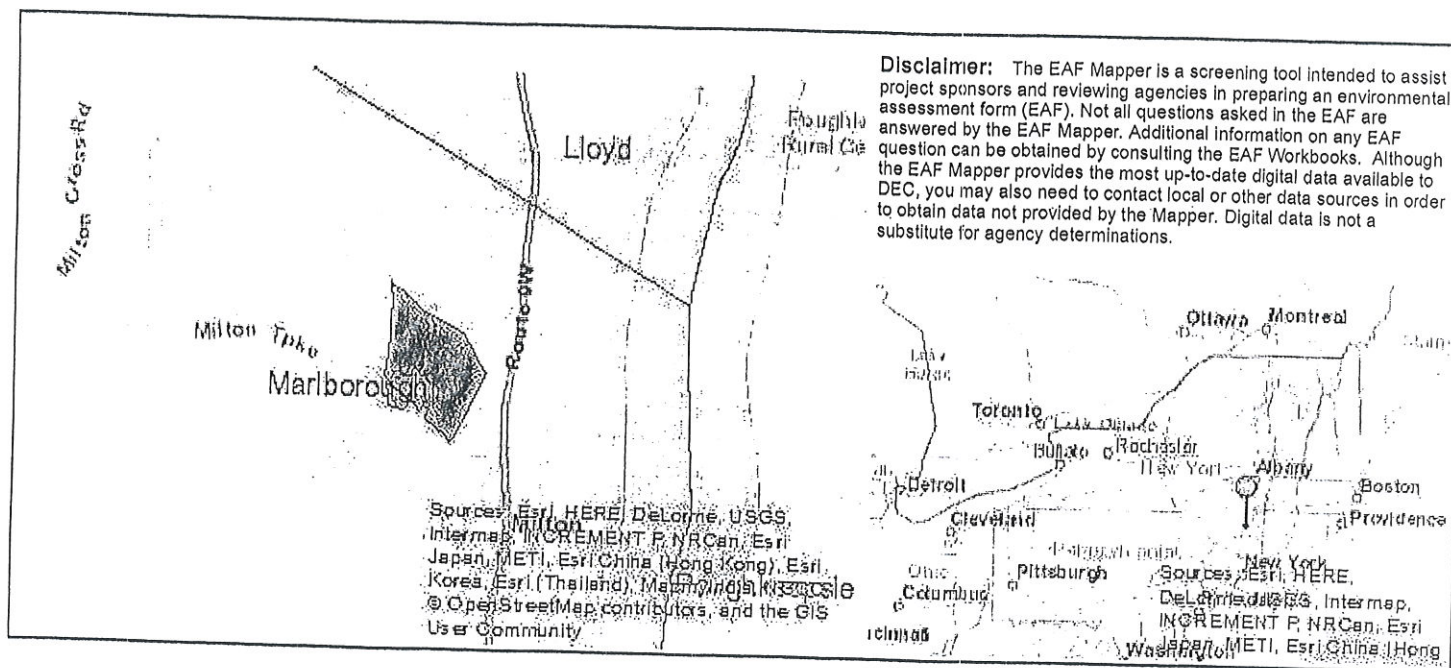 Disclaimer: The EAF Mapper is a screening tool intended to assist
project sponsors and reviewing agencies in preparing an environmental
assessment form (EAF). Not all questions asked in the EAF are
answered by the EAF Mapper. Additional information on any EAF
question can be obtained by consulting the EAF Workbooks. Although
the EAF Mapper provides the most up-to-date digital data available to
DEC, you may also need to contact local or other data sources in order
to obtain data not provided by the Mapper. Digital data is not a
substitute for agency determinations.
Milton Cross Rd
Lloyd
Rural Ce
Route 9W
Milton Tpke
Marlborough
Milton
Sources: Esri, HERE, DeLorme, USGS,
Intermap, INCREMENT P, NRCan, Esri
Japan, METI, Esri China (Hong Kong), Esri
Korea, Esri (Thailand),
© OpenStreetMap contributors, and the GIS
User Community
Ottawa
Montreal
Toronto
Buffalo
Rochester
New York
Albany
Detroit
Boston
Cleveland
Providence
Ohio
Pittsburgh
New York
Columbus
Washington
Sources: Esri, HERE,
DeLorme, USGS, Intermap,
INCREMENT P, NRCan, Esri
Japan, METI, Esri China (Hong